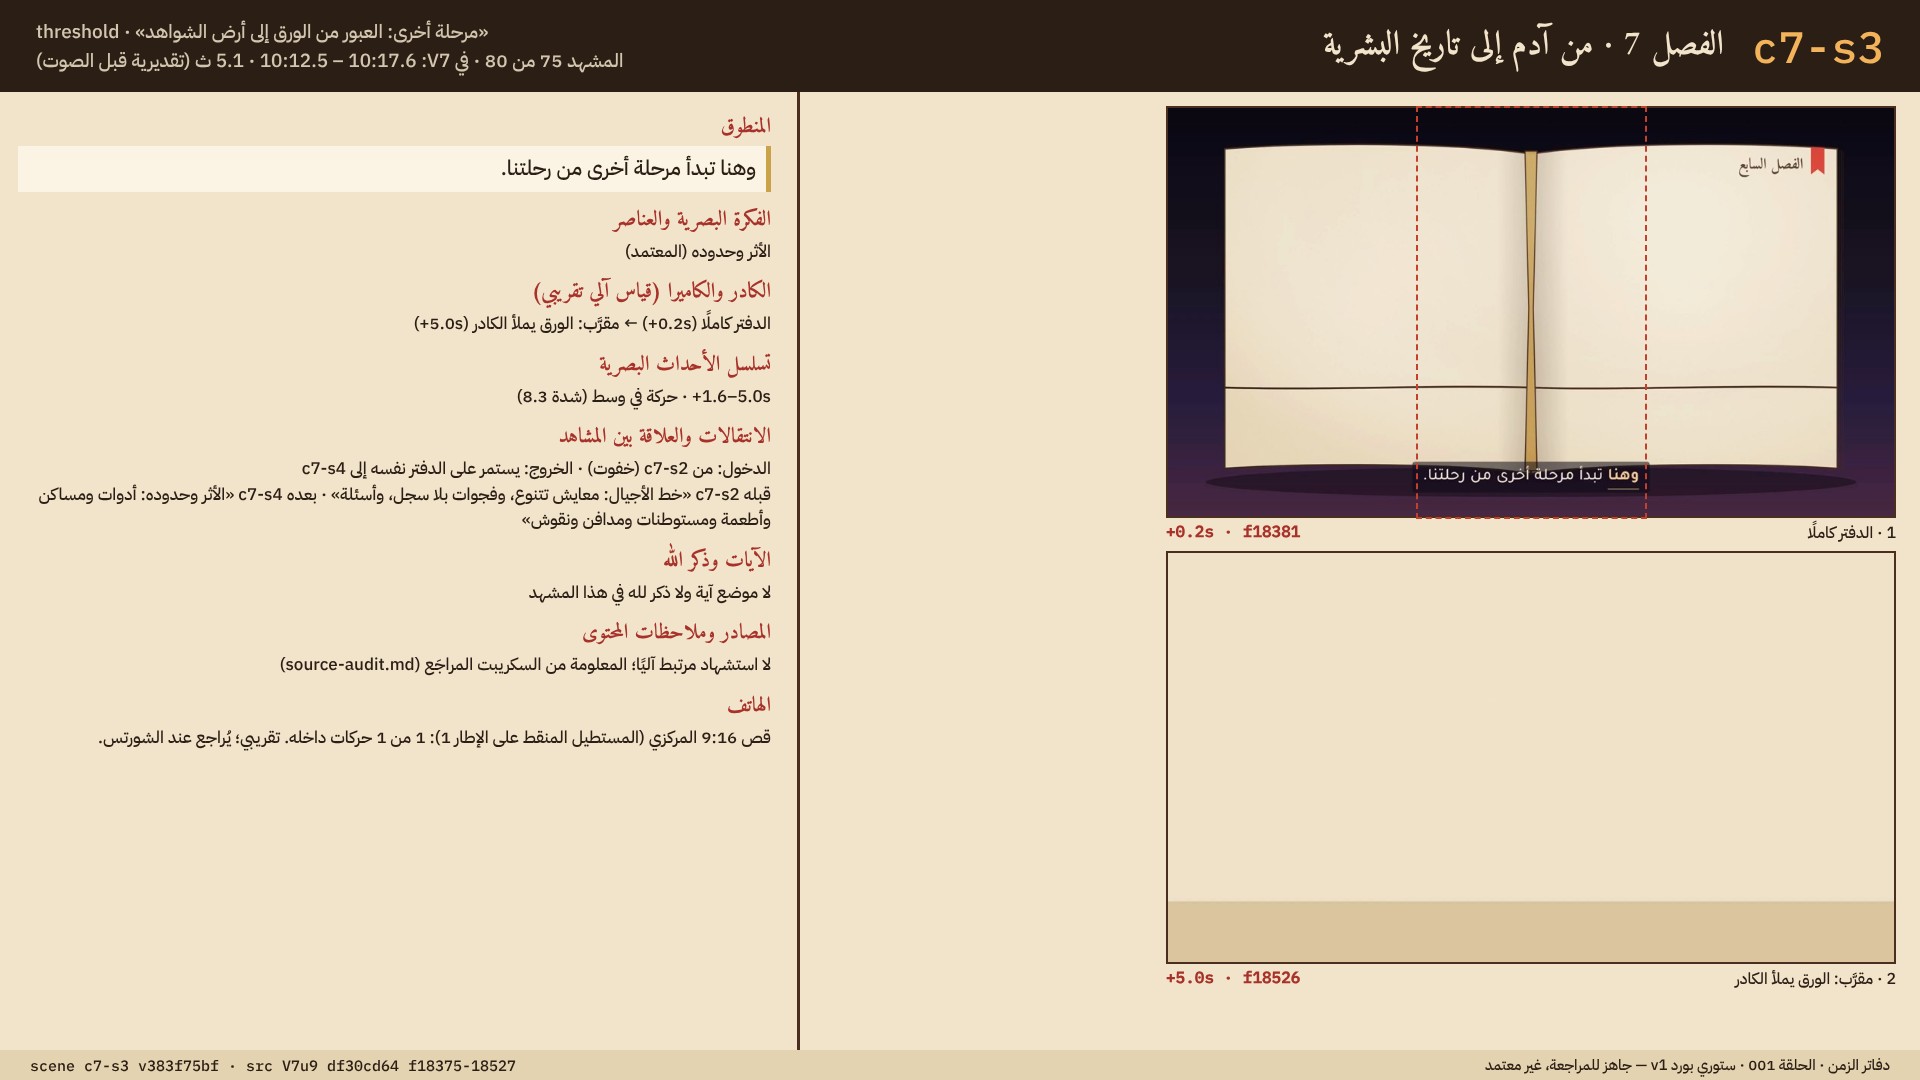 c7-s3 الفصل 7 · من آدم إلى تاريخ البشرية
«مرحلة أخرى: العبور من الورق إلى أرض الشواهد» · threshold
المشهد 75 من 80 · في V7: 10:12.5 – 10:17.6 · 5.1 ث (تقديرية قبل الصوت)
الفصل السابع
وهنا تبدأ مرحلة أخرى من رحلتنا.
1 · الدفتر كاملًا
+0.2s · f18381
2 · مقرَّب: الورق يملأ الكادر
+5.0s · f18526
المنطوق
وهنا تبدأ مرحلة أخرى من رحلتنا.
الفكرة البصرية والعناصر
الأثر وحدوده (المعتمد)
الكادر والكاميرا (قياس آلي تقريبي)
الدفتر كاملًا (+0.2s) ← مقرَّب: الورق يملأ الكادر (+5.0s)
تسلسل الأحداث البصرية
+1.6–5.0s · حركة في وسط (شدة 8.3)
الانتقالات والعلاقة بين المشاهد
الدخول: من c7-s2 (خفوت) · الخروج: يستمر على الدفتر نفسه إلى c7-s4
قبله c7-s2 «خط الأجيال: معايش تتنوع، وفجوات بلا سجل، وأسئلة» · بعده c7-s4 «الأثر وحدوده: أدوات ومساكن
وأطعمة ومستوطنات ومدافن ونقوش»
الآيات وذكر الله
لا موضع آية ولا ذكر لله في هذا المشهد
المصادر وملاحظات المحتوى
لا استشهاد مرتبط آليًا؛ المعلومة من السكريبت المراجَع (source-audit.md)
الهاتف
قص 9:16 المركزي (المستطيل المنقط على الإطار 1): 1 من 1 حركات داخله. تقريبي؛ يُراجع عند الشورتس.
دفاتر الزمن · الحلقة 001 · ستوري بورد v1 — جاهز للمراجعة، غير معتمد
scene c7-s3 v383f75bf · src V7u9 df30cd64 f18375-18527